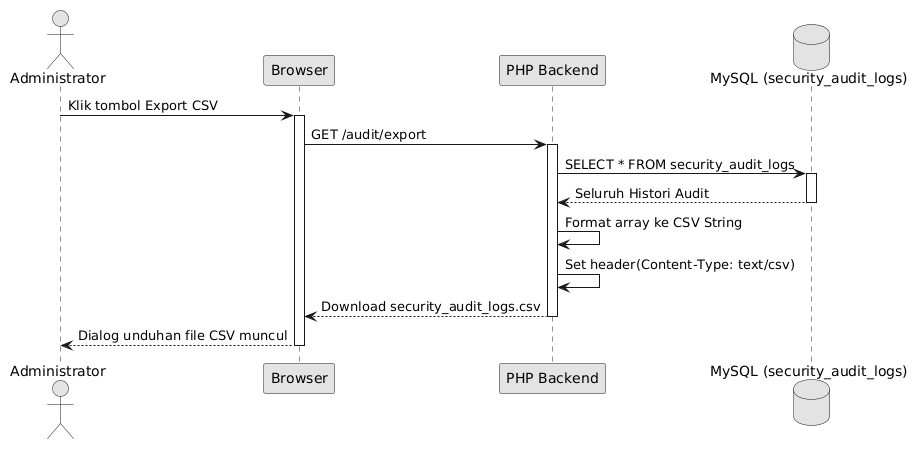 Administrator
Browser
PHP Backend
MySQL (security_audit_logs)
Klik tombol Export CSV
GET /audit/export
SELECT * FROM security_audit_logs
Seluruh Histori Audit
Format array ke CSV String
Set header(Content-Type: text/csv)
Download security_audit_logs.csv
Dialog unduhan file CSV muncul
Administrator
Browser
PHP Backend
MySQL (security_audit_logs)